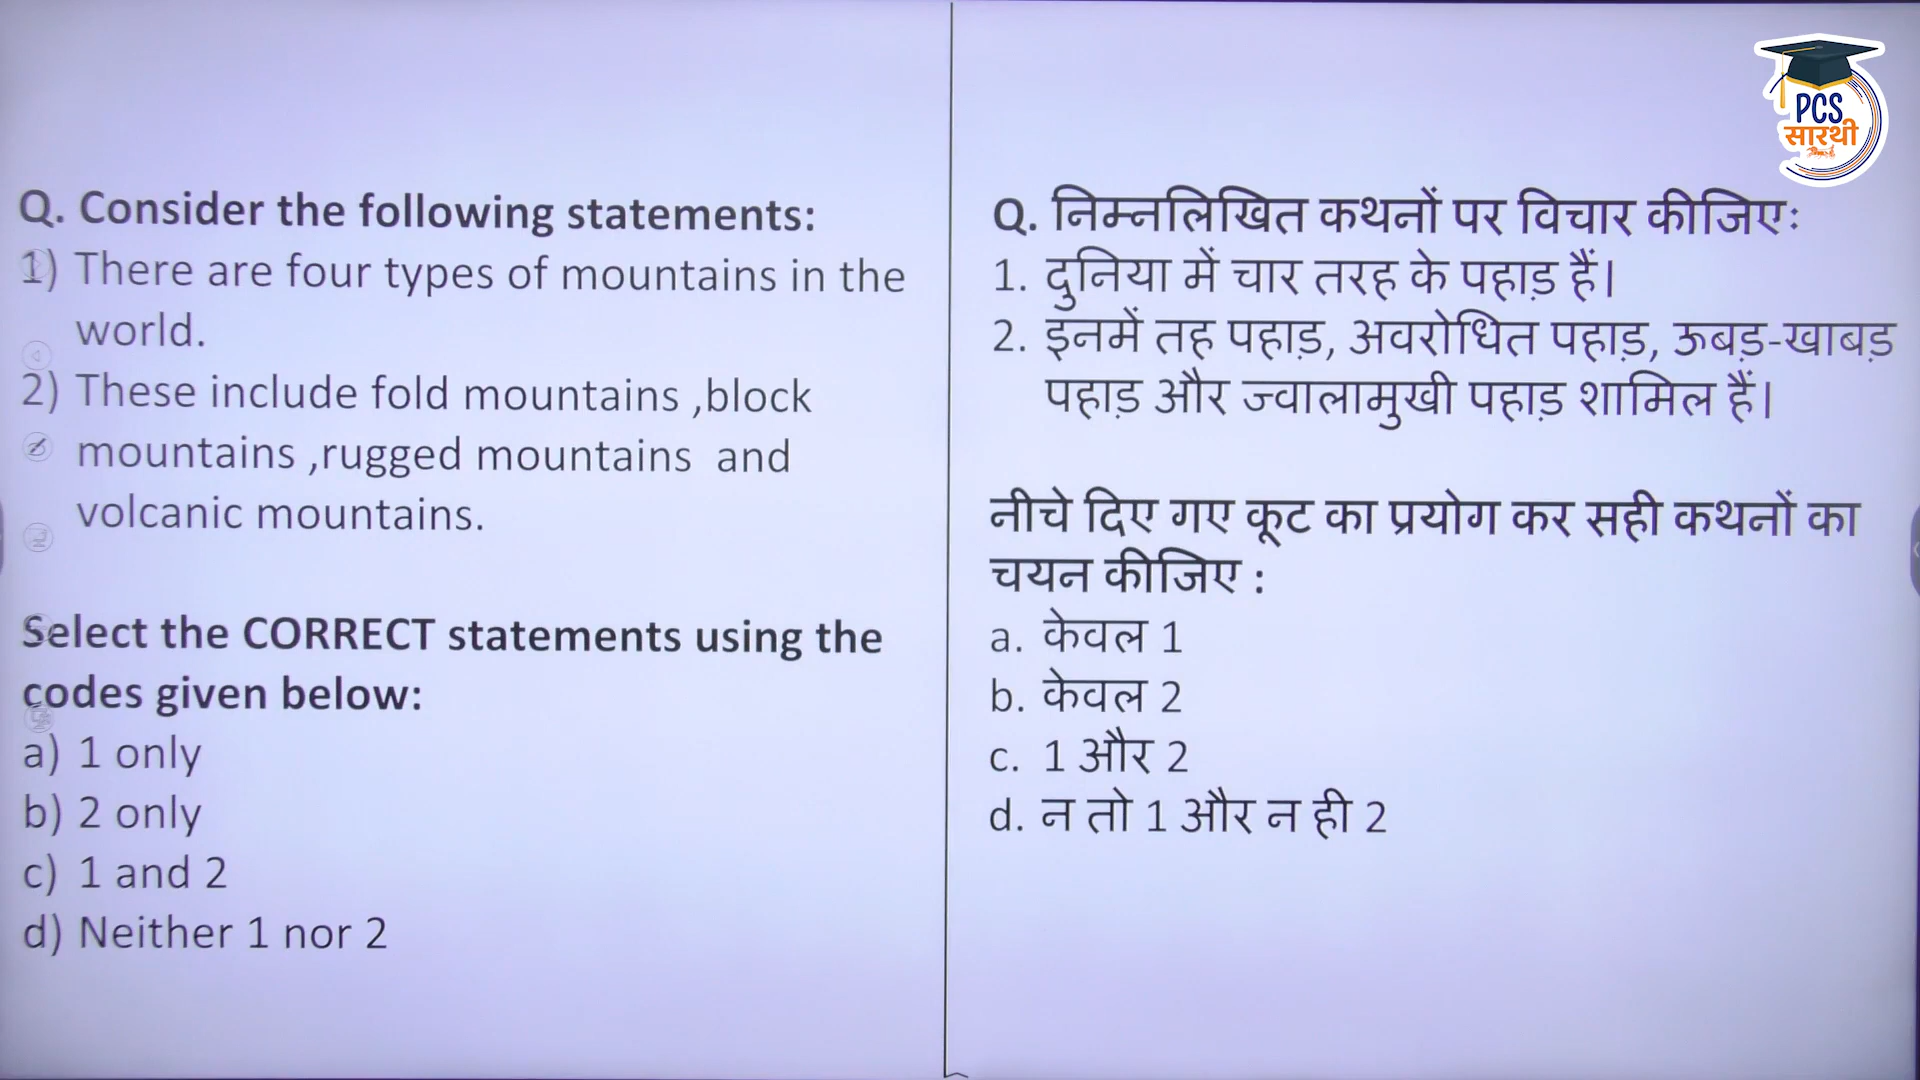 PCS
सारथी
Q. Consider the following statements:
1) There are four types of mountains in the
world.
2) These include fold mountains ,block
mountains ,rugged mountains and
volcanic mountains.
Select the CORRECT statements using the
codes given below:
a) 1 only
b) 2 only
c) 1 and 2
d) Neither 1 nor 2
Q. निम्नलिखित कथनों पर विचार कीजिए:
1. दुनिया में चार तरह के पहाड़ हैं।
2. इनमें तह पहाड़, अवरोधित पहाड़, ऊबड़-खाबड़
पहाड़ और ज्वालामुखी पहाड़ शामिल हैं।
नीचे दिए गए कूट का प्रयोग कर सही कथनों का
चयन कीजिए :
a. केवल 1
b. केवल 2
c. 1 और 2
d. न तो 1 और न ही 2